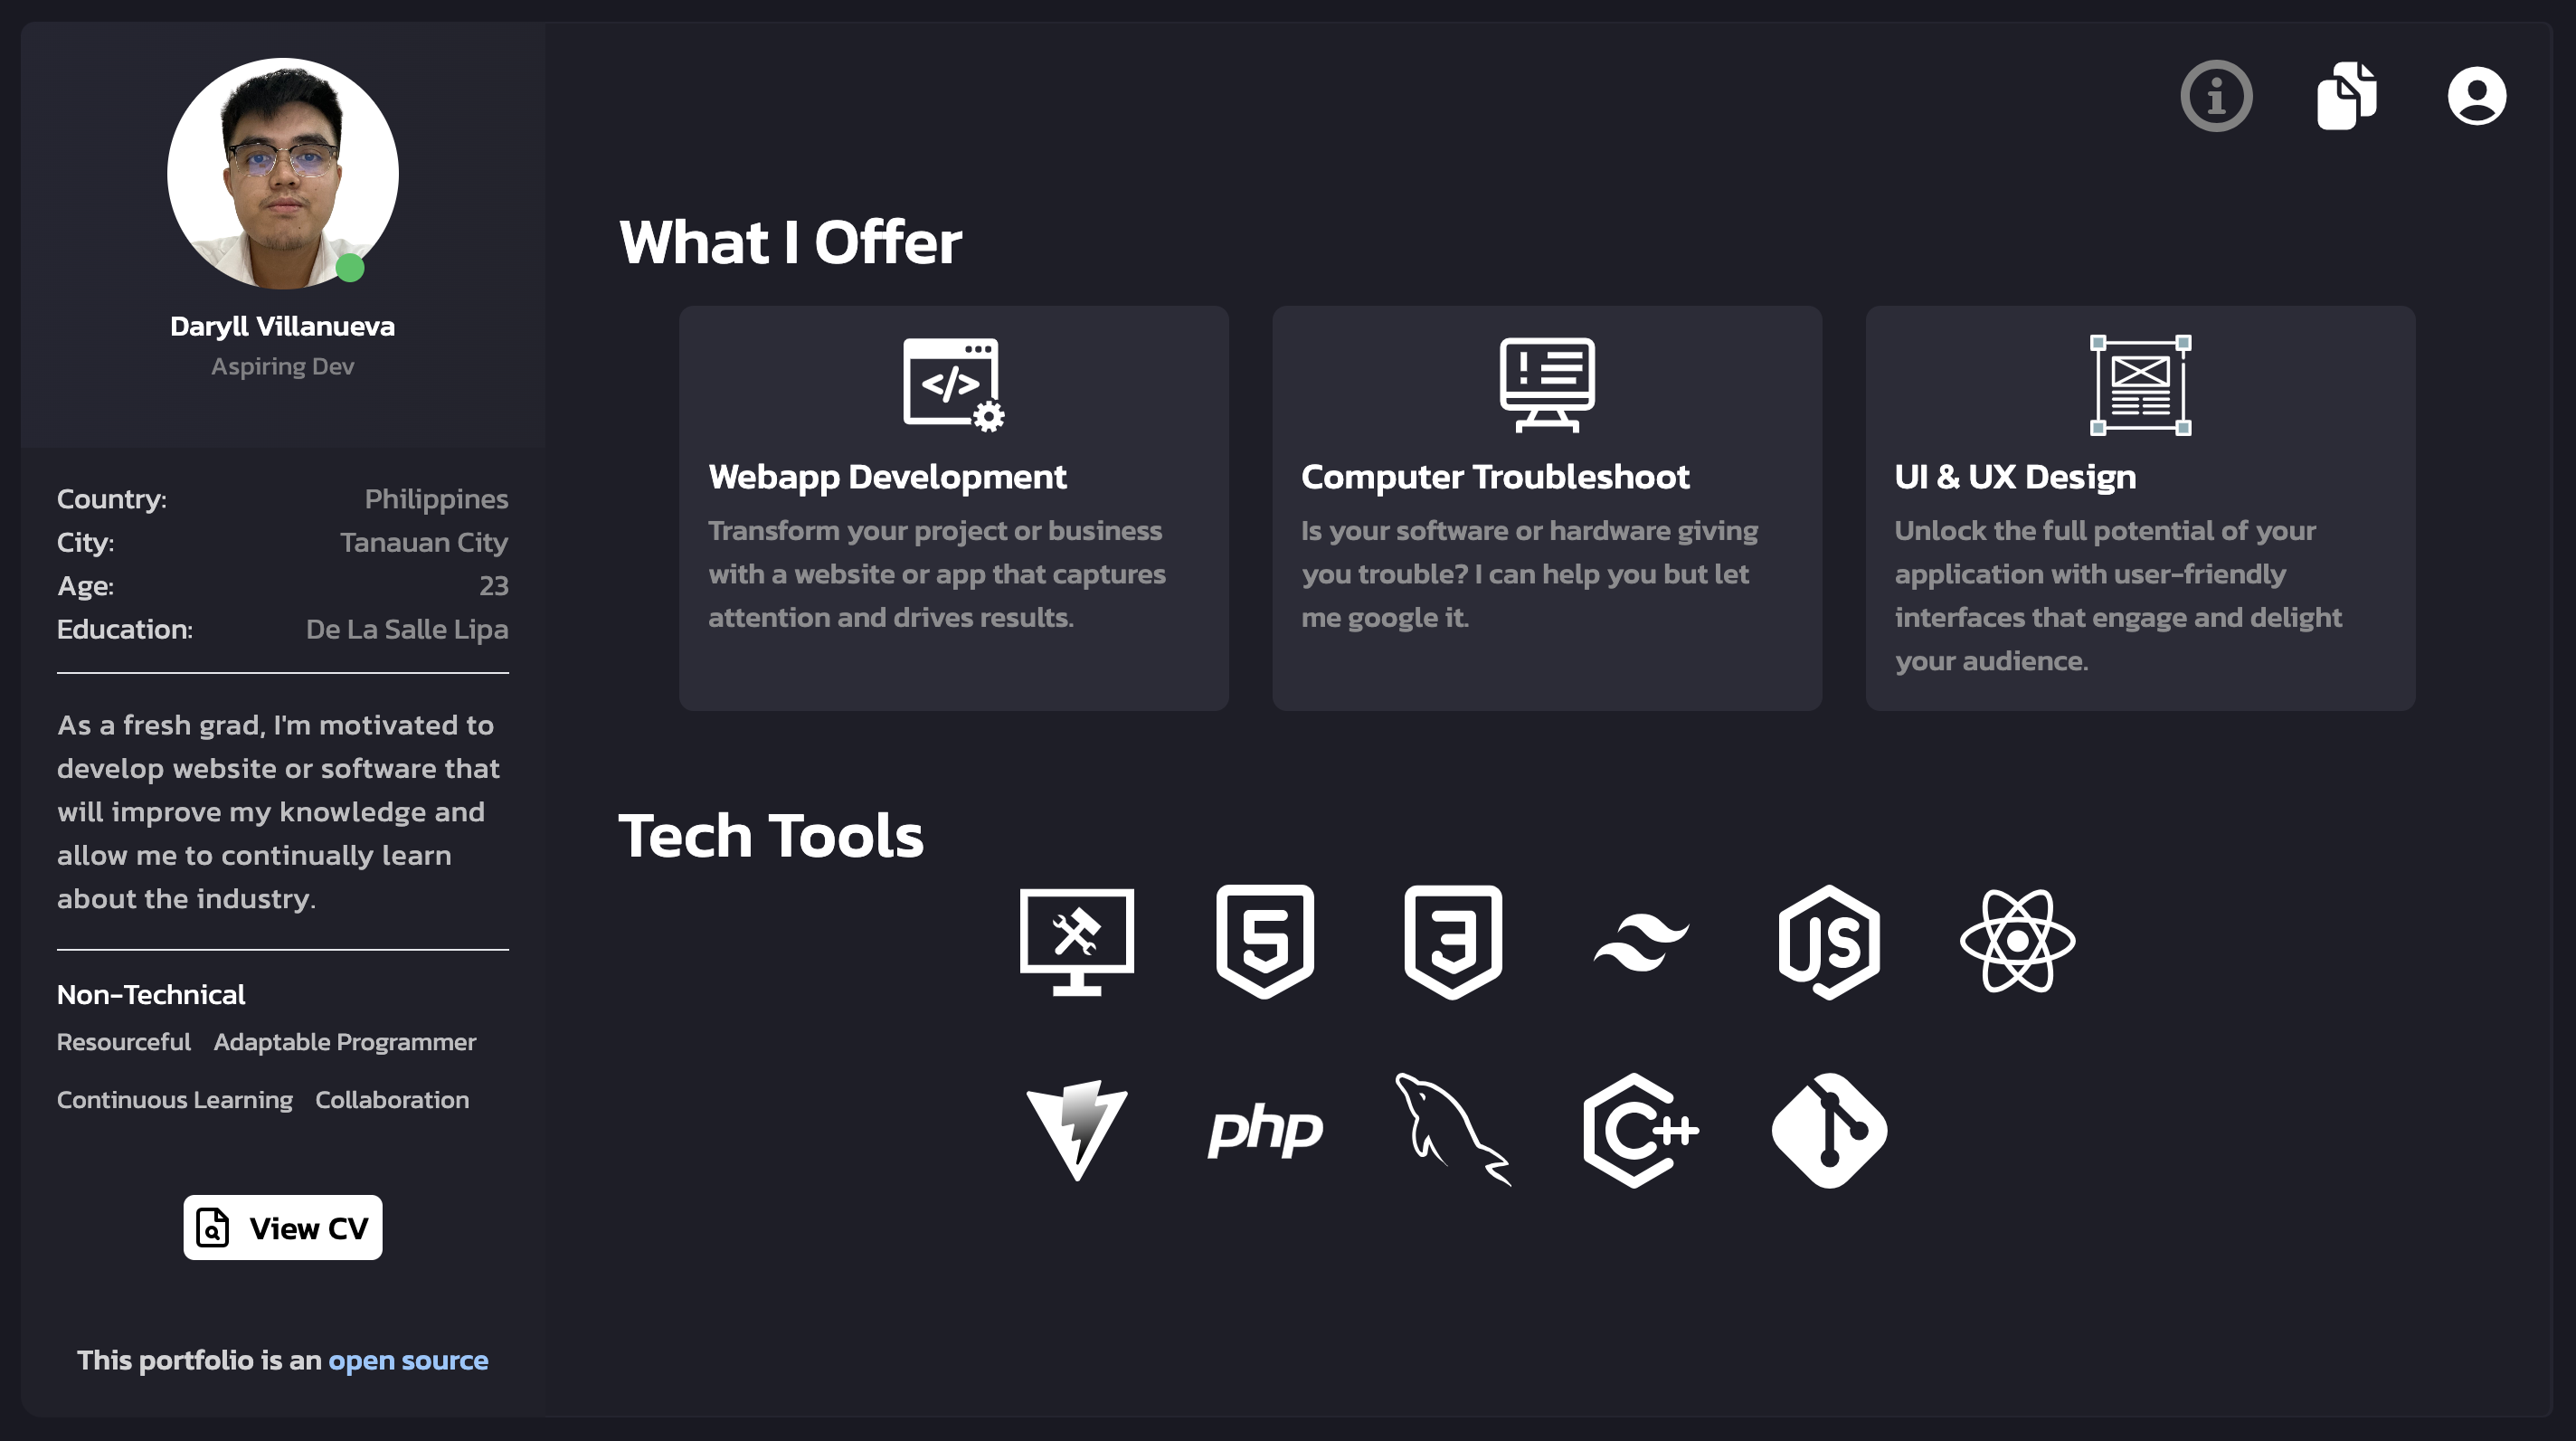 Daryll Villanueva
Aspiring Dev
Country: Philippines
City: Tanauan City
Age: 23
Education: De La Salle Lipa
As a fresh grad, I'm motivated to
develop website or software that
will improve my knowledge and
allow me to continually learn
about the industry.
Non-Technical
Resourceful Adaptable Programmer
Continuous Learning Collaboration
View CV
This portfolio is an open source
What I Offer
</>
Webapp Development
Transform your project or business
with a website or app that captures
attention and drives results.
Computer Troubleshoot
Is your software or hardware giving
you trouble? I can help you but let
me google it.
UI & UX Design
Unlock the full potential of your
application with user-friendly
interfaces that engage and delight
your audience.
Tech Tools
5
3
JS
php
C++